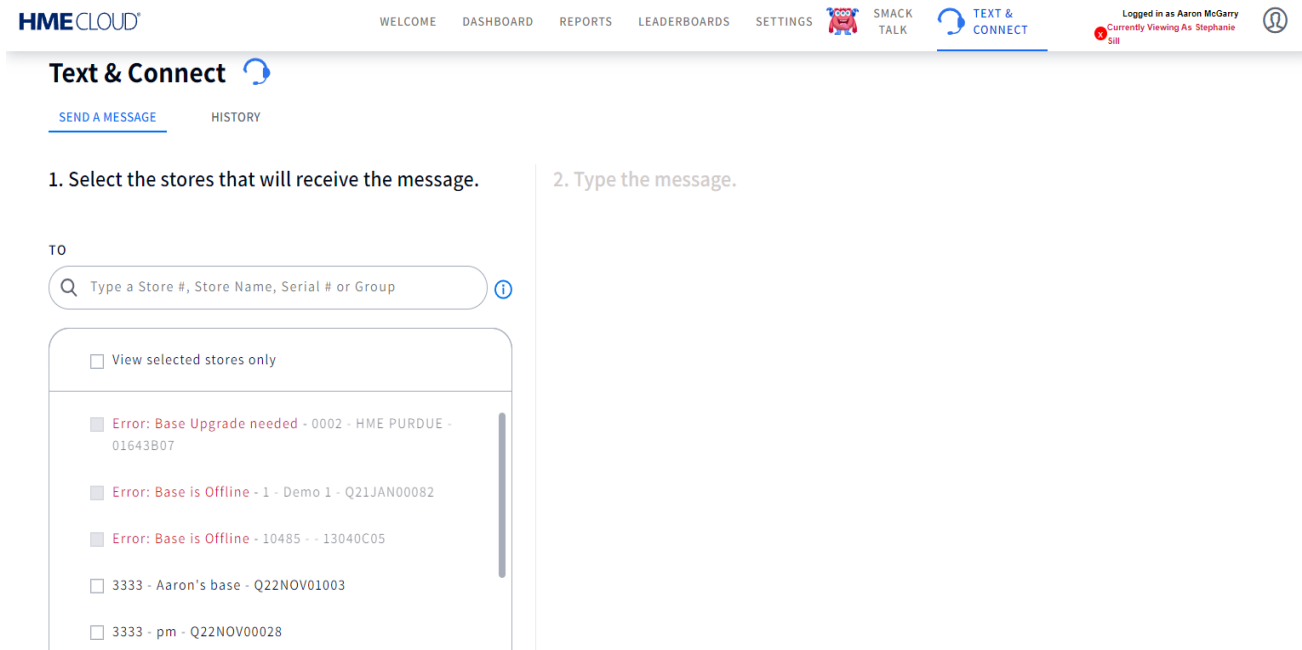 HME CLOUD®
WELCOME DASHBOARD REPORTS LEADERBOARDS SETTINGS SMACK TALK TEXT & CONNECT
Logged in as Aaron McGarry
x Currently Viewing As Stephanie
Sill
Text & Connect
SEND A MESSAGE HISTORY
1. Select the stores that will receive the message.
2. Type the message.
TO
Type a Store #, Store Name, Serial # or Group
View selected stores only
Error: Base Upgrade needed - 0002 - HME PURDUE -
01643B07
Error: Base is Offline - 1 - Demo 1 - Q21JAN00082
Error: Base is Offline - 10485 - - 13040C05
3333 - Aaron's base - Q22NOV01003
3333 - pm - Q22NOV00028